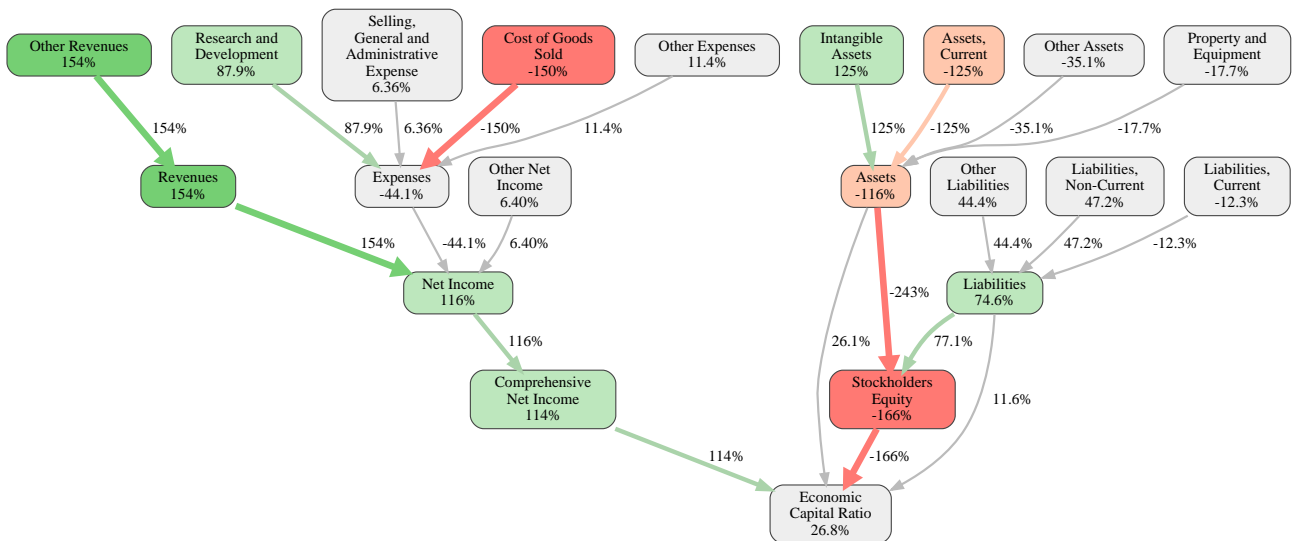 Other Revenues
154%
Research and
Development
87.9%
Selling,
General and
Administrative
Expense
6.36%
Cost of Goods
Sold
-150%
Other Expenses
11.4%
Intangible
Assets
125%
Assets,
Current
-125%
Other Assets
-35.1%
Property and
Equipment
-17.7%
154%
87.9%
6.36%
-150%
11.4%
125%
-125%
-35.1%
-17.7%
Revenues
154%
Expenses
-44.1%
Other Net
Income
6.40%
Assets
-116%
Other
Liabilities
44.4%
Liabilities,
Non-Current
47.2%
Liabilities,
Current
-12.3%
154%
-44.1%
6.40%
44.4%
47.2%
-12.3%
Net Income
116%
-243%
Liabilities
74.6%
116%
26.1%
77.1%
Comprehensive
Net Income
114%
Stockholders
Equity
-166%
11.6%
114%
-166%
Economic
Capital Ratio
26.8%